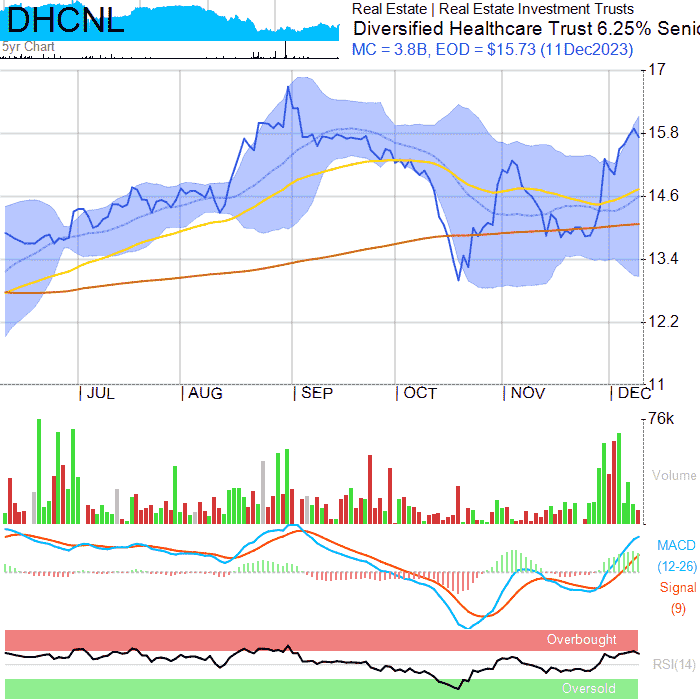 DHCNL
Real Estate | Real Estate Investment Trusts
Diversified Healthcare Trust 6.25% Senio
5yr Chart
MC = 3.8B, EOD = $15.73 (11Dec2023)
17
15.8
14.6
13.4
12.2
11
JUL AUG SEP OCT NOV DEC
76k
Volume
MACD
(12-26)
Signal
(9)
Overbought
RSI(14)
Oversold